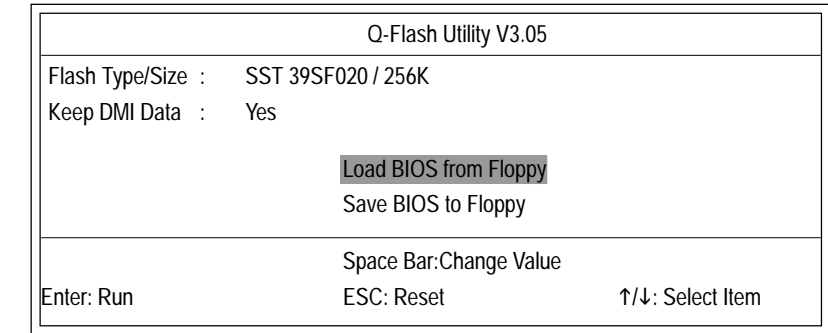 Q-Flash Utility V3.05
Flash Type/Size : SST 39SF020 / 256K
Keep DMI Data : Yes
Load BIOS from Floppy
Save BIOS to Floppy
Space Bar:Change Value
Enter: Run ESC: Reset ↑/↓: Select Item